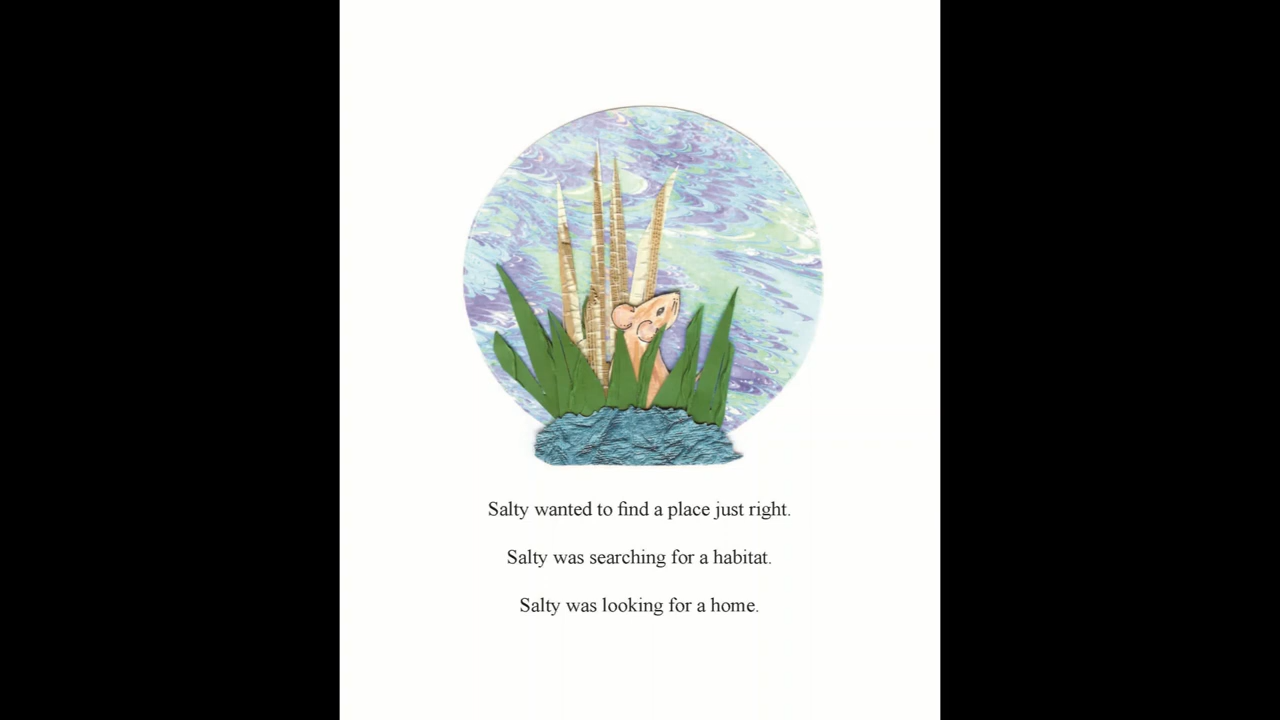 Salty wanted to find a place just right.
Salty was searching for a habitat.
Salty was looking for a home.